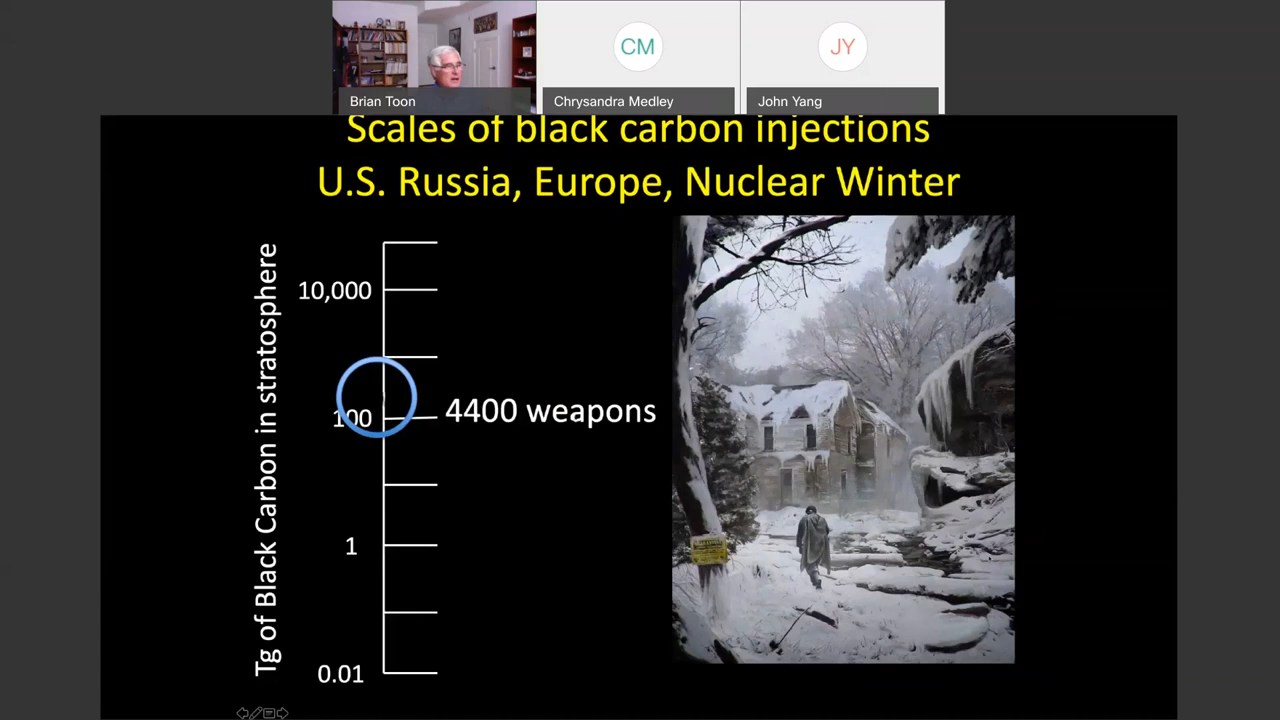 CM
JY
Brian Toon
Chrysandra Medley
John Yang
Scales of black carbon injections
U.S. Russia, Europe, Nuclear Winter
Tg of Black Carbon in stratosphere
10,000
100
4400 weapons
1
0.01